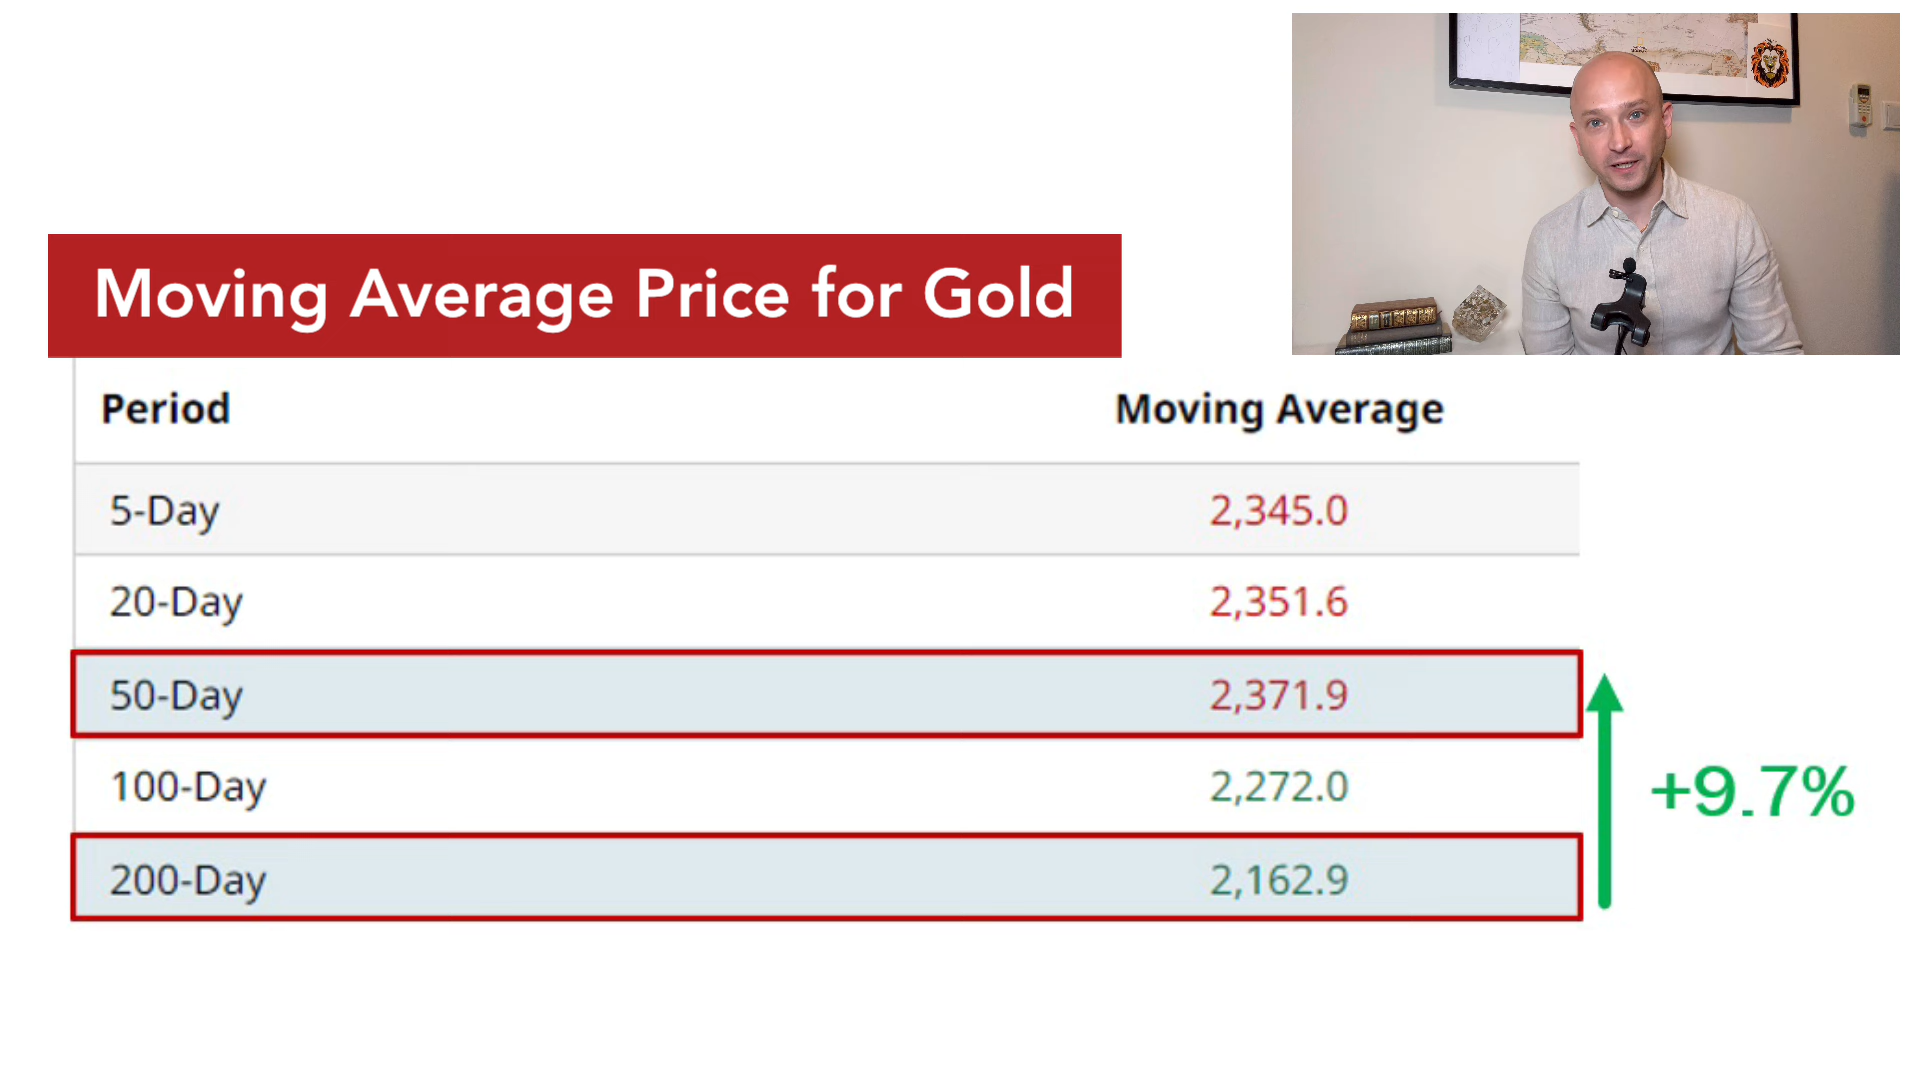 Moving Average Price for Gold
Period Moving Average
5-Day 2,345.0
20-Day 2,351.6
50-Day 2,371.9
100-Day 2,272.0
+9.7%
200-Day 2,162.9